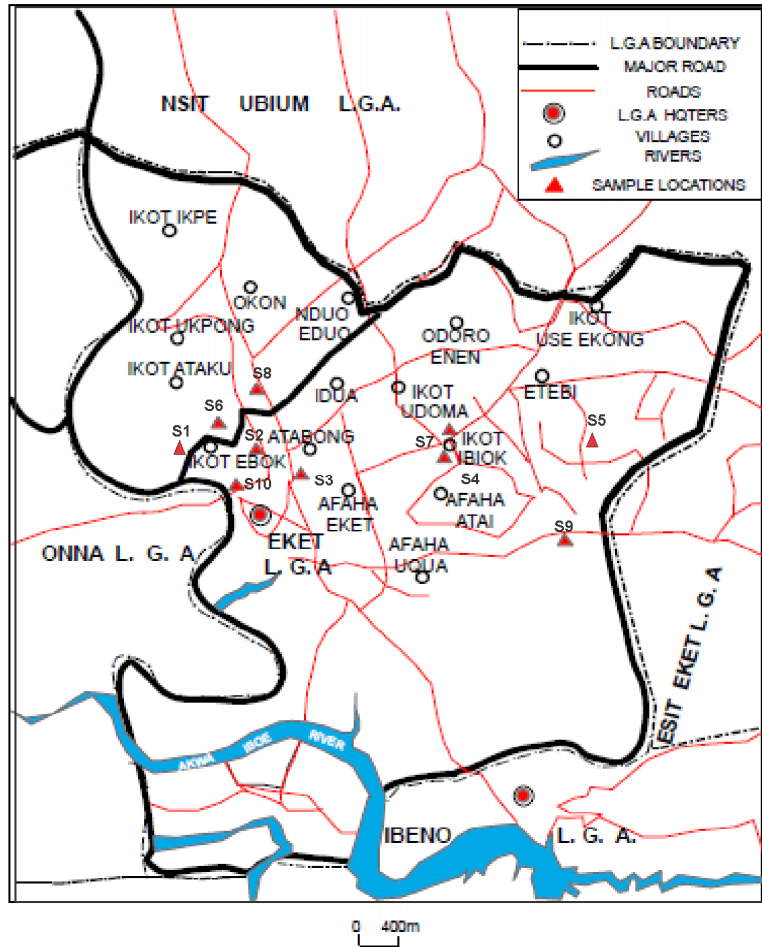 L.G.A BOUNDARY
MAJOR ROAD
ROADS
L.G.A HQTERS
VILLAGES
RIVERS
SAMPLE LOCATIONS
NSIT UBIUM L.G.A.
IKOT IKPE
OKON
NDUO
EDUO
IKOT UKPONG
IKOT
USE EKONG
ODORO
ENEN
IKOT ATAKU
S8
IDUA
IKOT
UDOMA
ETEBI
S6
S1
S2
ATABONG
S7
IKOT
IBIOK
S5
IKOT EBOK
S10
S3
S4
AFAHA
EKET
AFAHA
ATAI
S9
ONNA L. G. A
EKET
L. G. A
AFAHA
UQUA
ESIT EKET L. G. A
AKWA IBOE RIVER
IBENO L. G. A.
0 400m